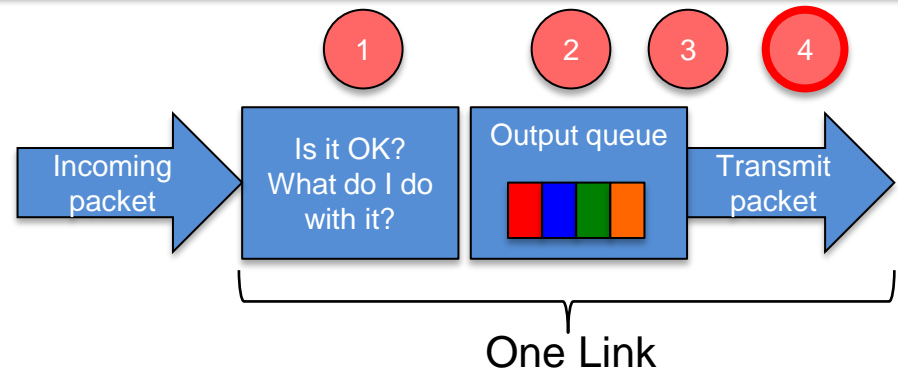 1
2
3
4
Incoming
packet
Is it OK?
What do I do
with it?
Output queue
Transmit
packet
One Link